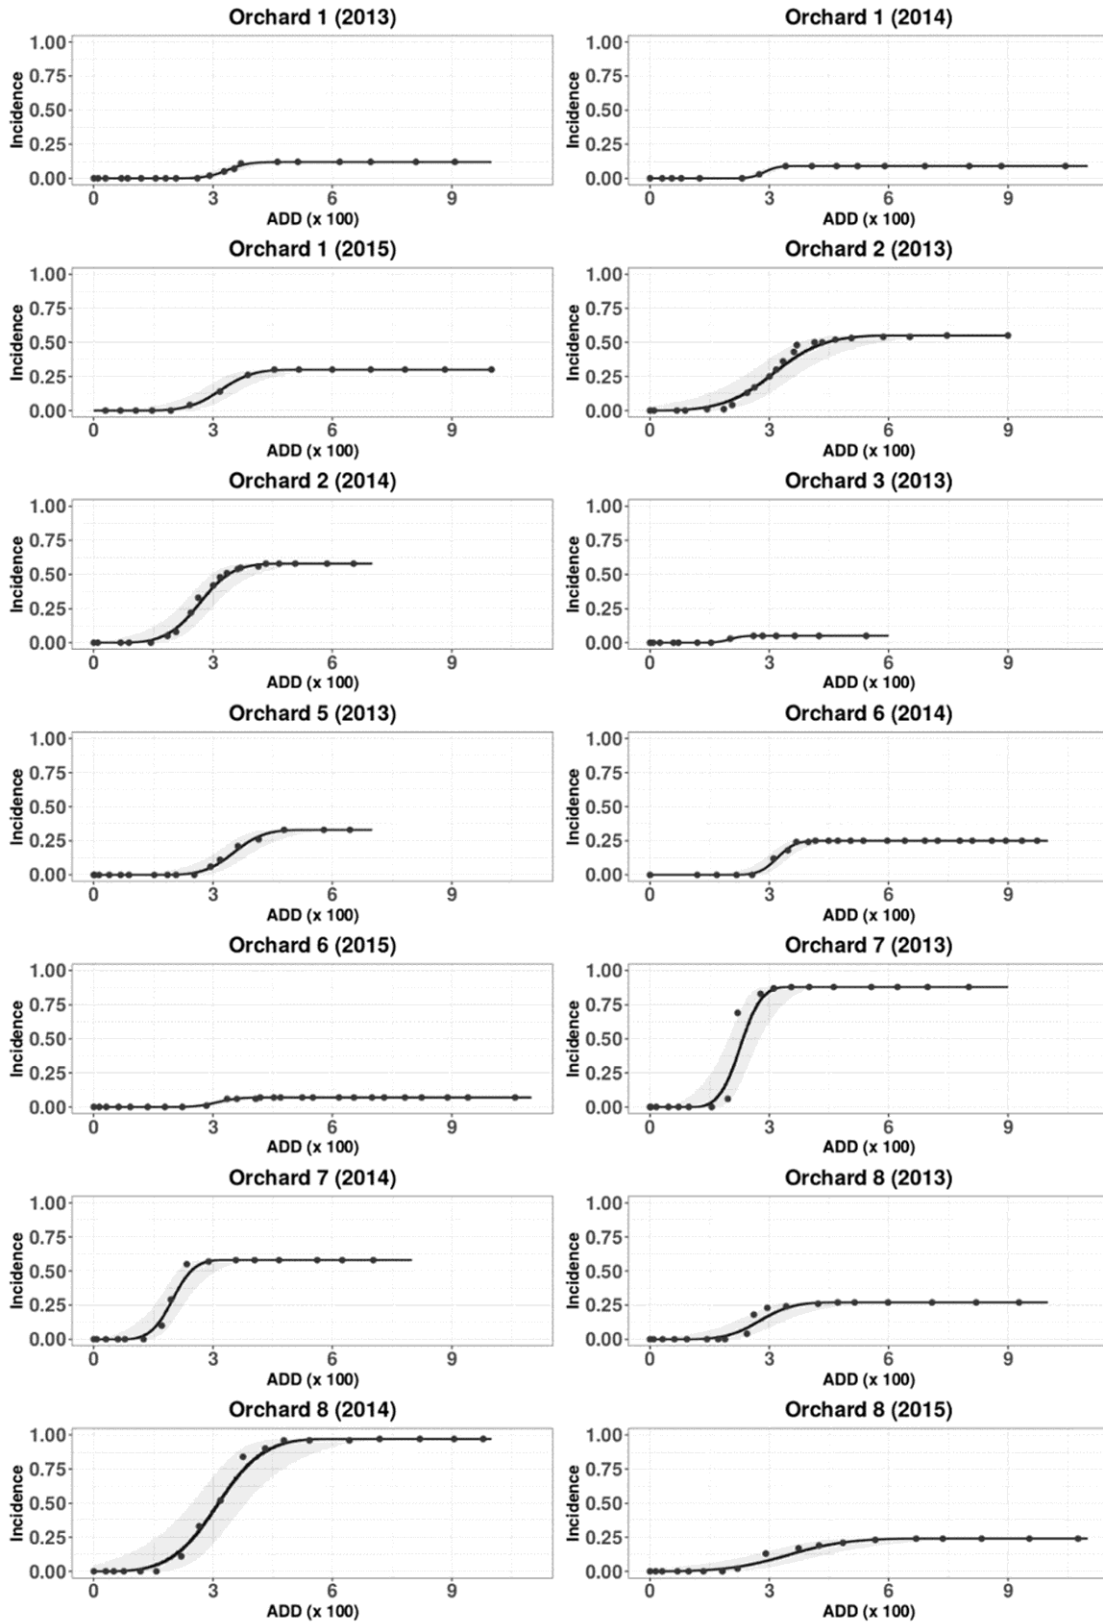 Orchard 1 (2013)
Orchard 1 (2014)
Incidence
1.00
0.75
0.50
0.25
0.00
0 3 6 9
ADD (x 100)
Incidence
1.00
0.75
0.50
0.25
0.00
0 3 6 9
ADD (x 100)
Orchard 1 (2015)
Orchard 2 (2013)
Incidence
1.00
0.75
0.50
0.25
0.00
0 3 6 9
ADD (x 100)
Incidence
1.00
0.75
0.50
0.25
0.00
0 3 6 9
ADD (x 100)
Orchard 2 (2014)
Orchard 3 (2013)
Incidence
1.00
0.75
0.50
0.25
0.00
0 3 6 9
ADD (x 100)
Incidence
1.00
0.75
0.50
0.25
0.00
0 3 6 9
ADD (x 100)
Orchard 5 (2013)
Orchard 6 (2014)
Incidence
1.00
0.75
0.50
0.25
0.00
0 3 6 9
ADD (x 100)
Incidence
1.00
0.75
0.50
0.25
0.00
0 3 6 9
ADD (x 100)
Orchard 6 (2015)
Orchard 7 (2013)
Incidence
1.00
0.75
0.50
0.25
0.00
0 3 6 9
ADD (x 100)
Incidence
1.00
0.75
0.50
0.25
0.00
0 3 6 9
ADD (x 100)
Orchard 7 (2014)
Orchard 8 (2013)
Incidence
1.00
0.75
0.50
0.25
0.00
0 3 6 9
ADD (x 100)
Incidence
1.00
0.75
0.50
0.25
0.00
0 3 6 9
ADD (x 100)
Orchard 8 (2014)
Orchard 8 (2015)
Incidence
1.00
0.75
0.50
0.25
0.00
0 3 6 9
ADD (x 100)
Incidence
1.00
0.75
0.50
0.25
0.00
0 3 6 9
ADD (x 100)